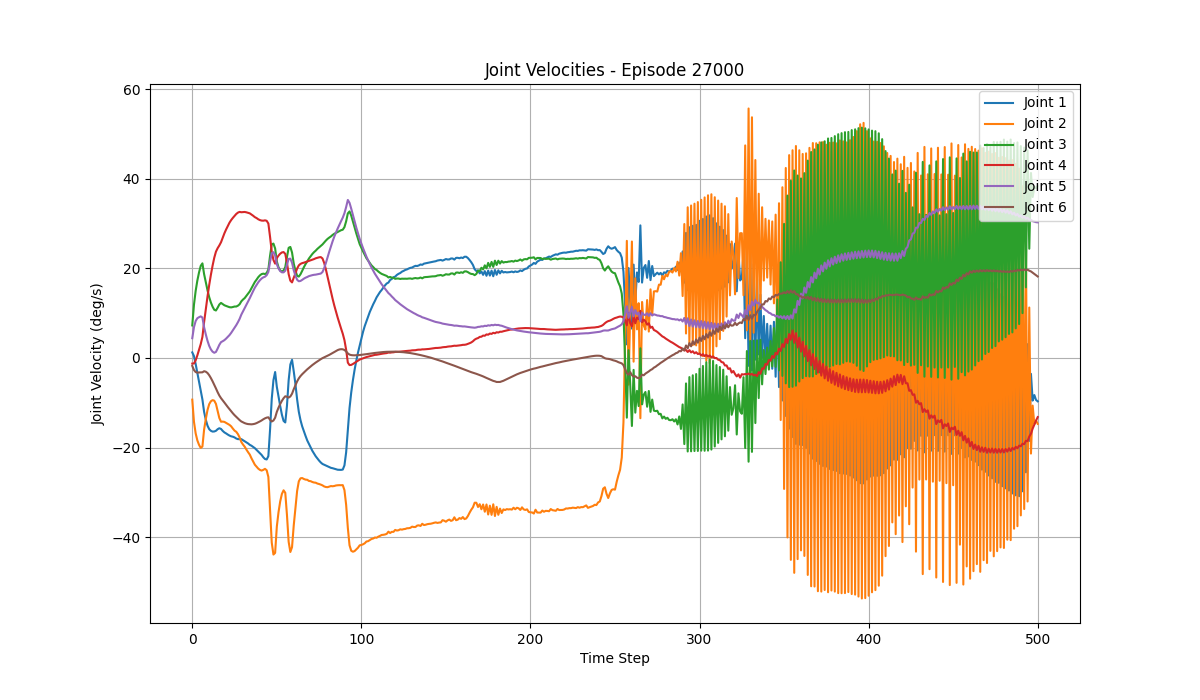 Joint Velocities - Episode 27000
Joint Velocity (deg/s)
60
40
20
0
−20
−40
0
100
200
300
400
500
Time Step
Joint 1
Joint 2
Joint 3
Joint 4
Joint 5
Joint 6